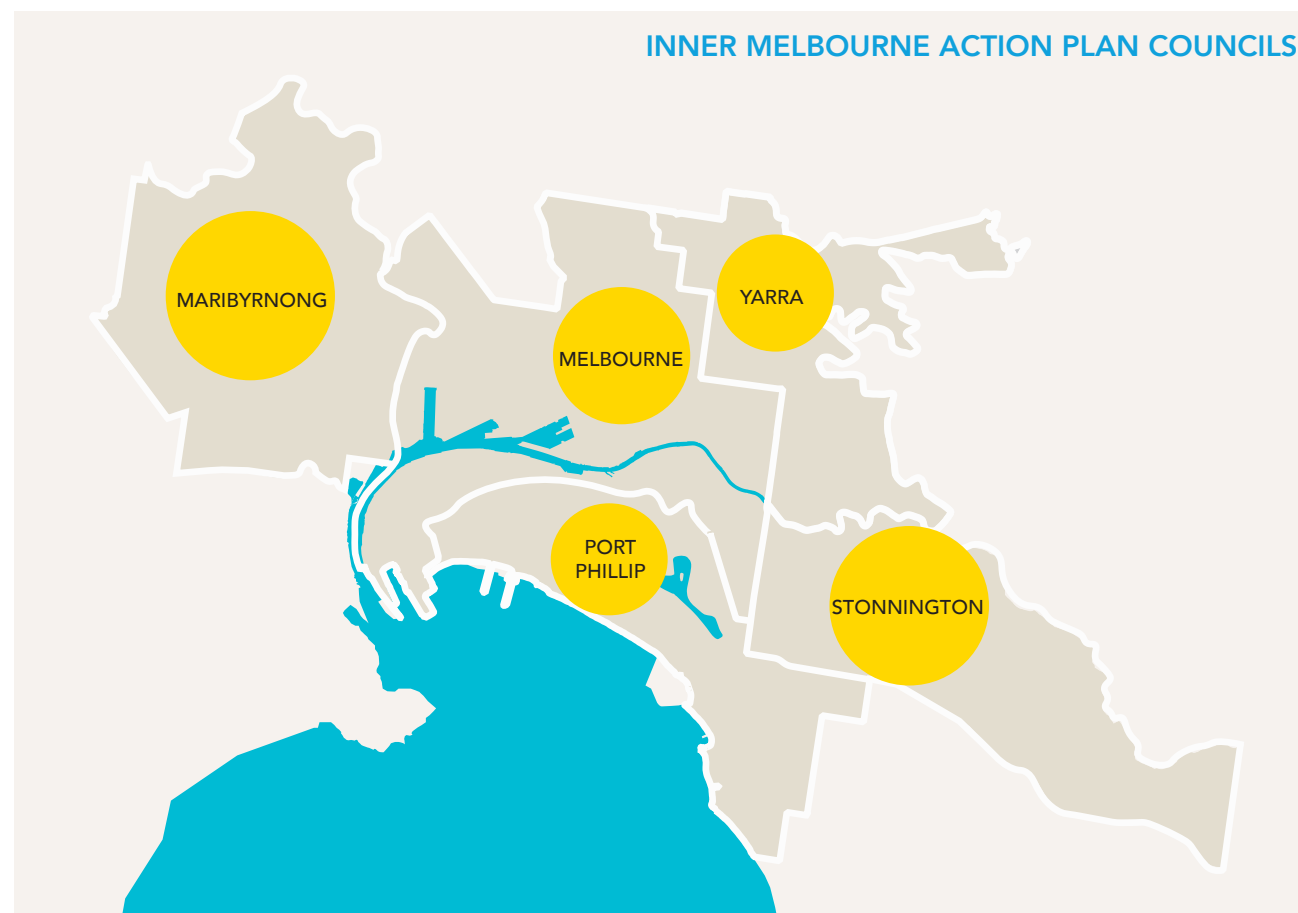 INNER MELBOURNE ACTION PLAN COUNCILS
MARIBYRNONG
YARRA
MELBOURNE
PORT
PHILLIP
STONNINGTON